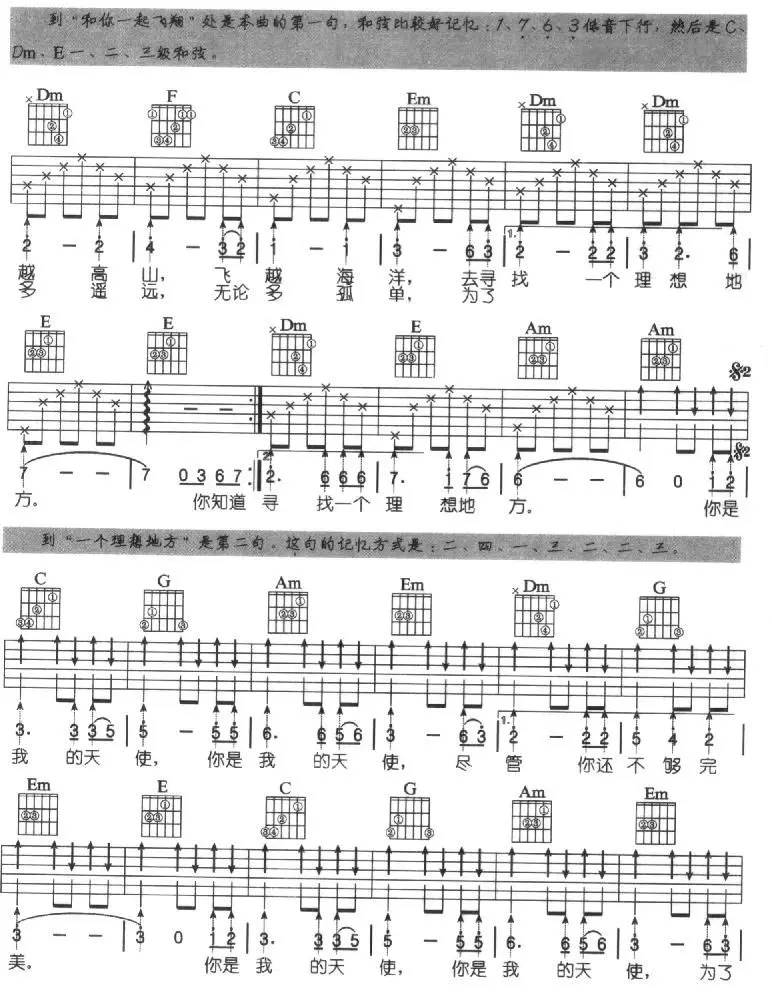 到“和你一起飞翔”处是本曲的第一句，和弦比较好记忆：1、7、6、3低音下行，然后是C、
Dm、E一、二、三级和弦。
Dm F C Em Dm Dm
2 - 2 | 4 - 3 2 | 1 - 1 | 3 - 6 3 | 1. 2 - 2 2 | 3 2. 6
越 高 山， 飞 越 海 洋， 去寻 找 一个 理 想 地
多 遥 远， 无论 多 孤 单， 为了
E E Dm E Am Am
7 - - | 7 0 3 6 7 | 2. 2. 6 6 6 | 7. 1 7 6 | 6 - - | 6 0 1 2
方。 你知道 寻 找一个 理 想地 方。 你是
到“一个理想地方”是第二句。这句的记忆方式是：二、四、一、三、二、二、三。
C G Am Em Dm G
3. 3 3 5 | 5 - 5 5 | 6. 6 5 6 | 3 - 6 3 | 1. 2 - 2 2 | 5 4 2
我 的天 使， 你是 我 的天 使， 尽 管 你还 不 够 完
Em E C G Am Em
3 - - | 3 0 1 2 | 3. 3 3 5 | 5 - 5 5 | 6. 6 5 6 | 3 - 6 3
美。 你是 我 的天 使， 你是 我 的天 使， 为了